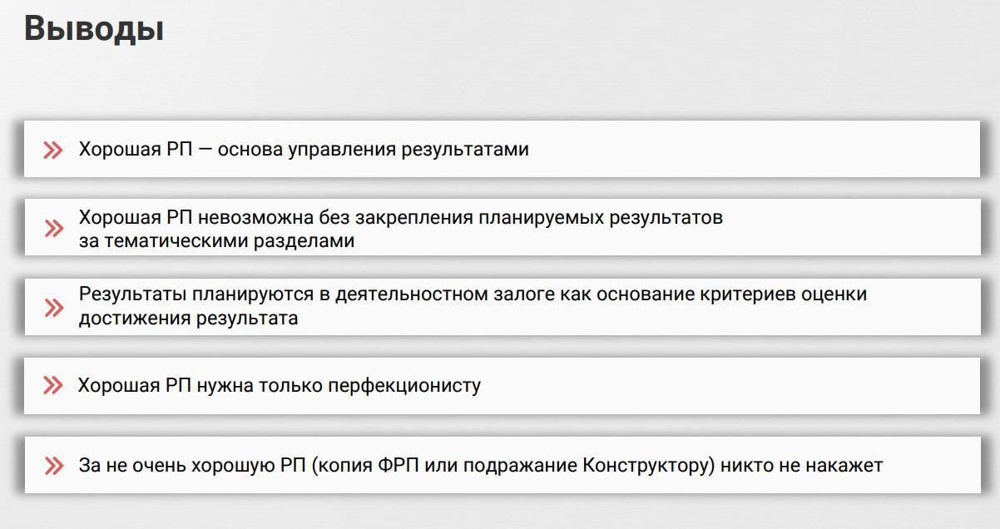 Выводы
Хорошая РП — основа управления результатами
Хорошая РП невозможна без закрепления планируемых результатов
за тематическими разделами
Результаты планируются в деятельностном залоге как основание критериев оценки
достижения результата
Хорошая РП нужна только перфекционисту
За не очень хорошую РП (копия ФРП или подражание Конструктору) никто не накажет